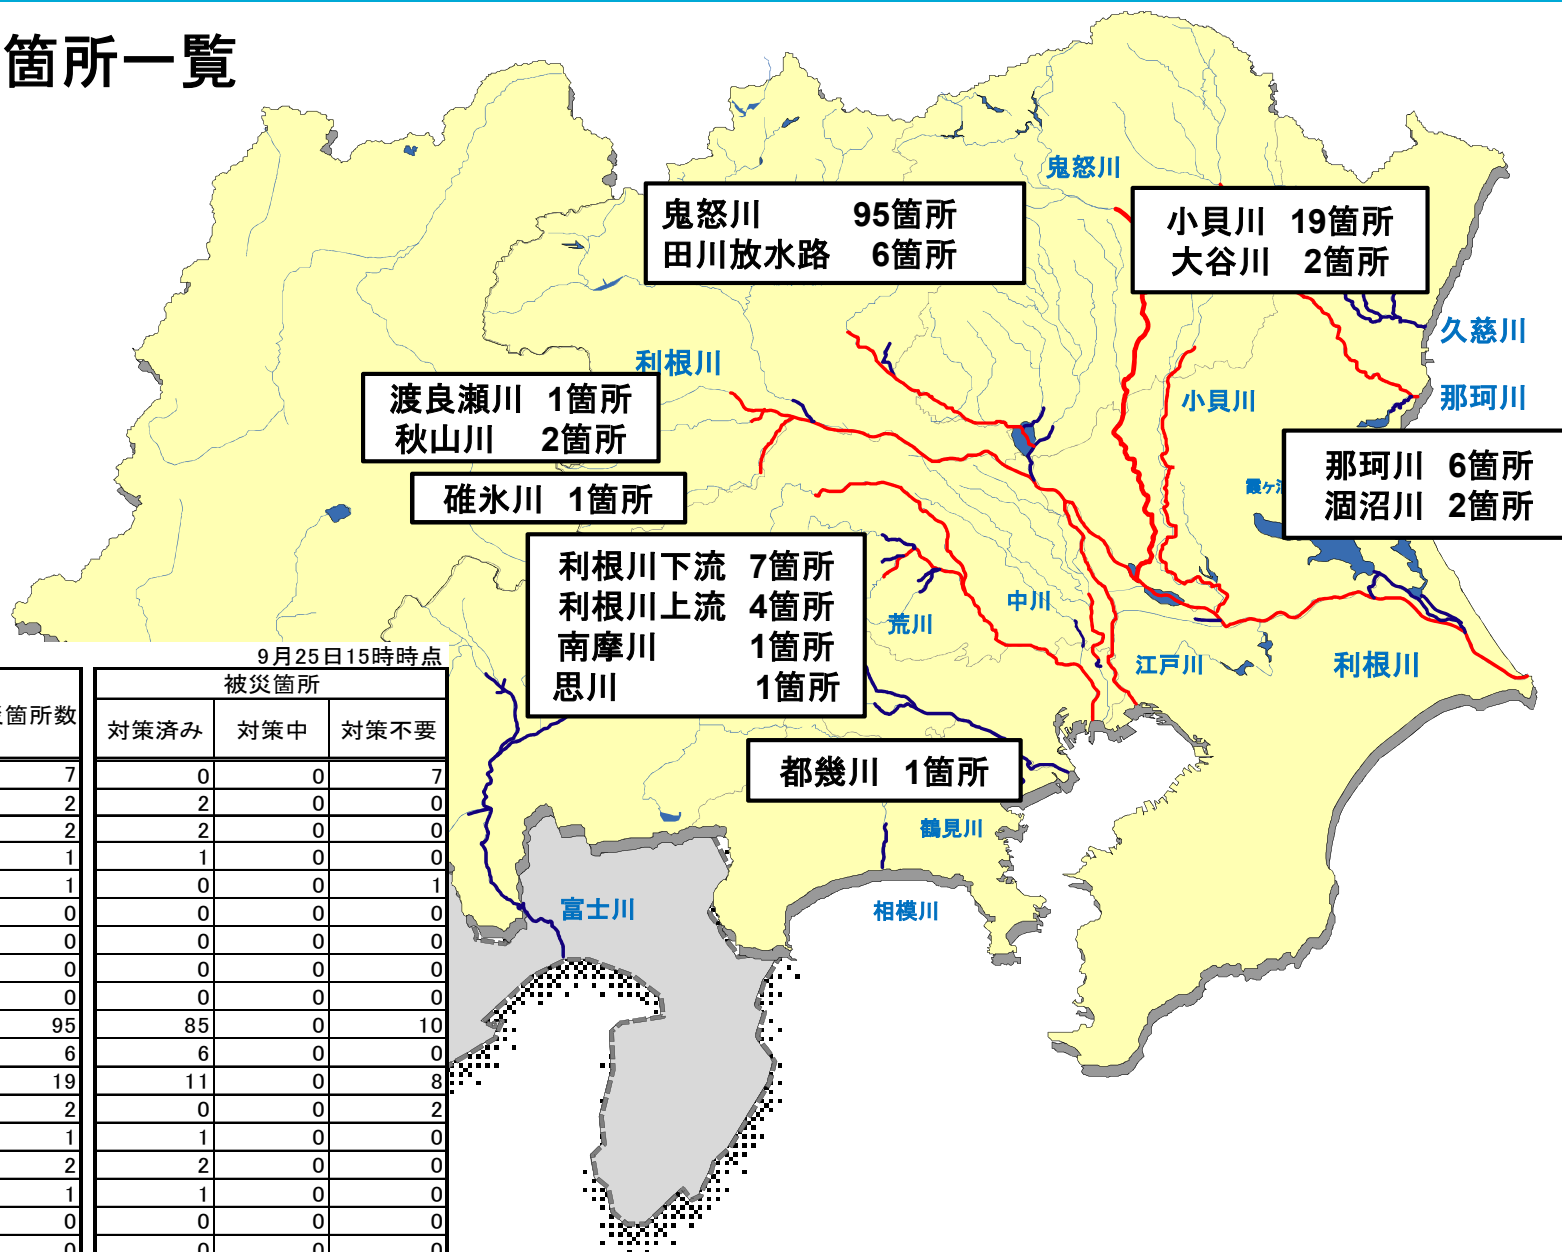 箇所一覧
鬼怒川
鬼怒川 95箇所
田川放水路 6箇所
小貝川 19箇所
大谷川 2箇所
久慈川
利根川
那珂川
小貝川
渡良瀬川 1箇所
秋山川 2箇所
那珂川 6箇所
涸沼川 2箇所
霞ヶ
碓氷川 1箇所
利根川下流 7箇所
利根川上流 4箇所
南摩川 1箇所
思川 1箇所
中川
荒川
江戸川
利根川
都幾川 1箇所
鶴見川
富士川
相模川
9月25日15時時点
被災箇所
箇所数 対策済み 対策中 対策不要
7 0 0 7
2 2 0 0
2 2 0 0
1 1 0 0
1 0 0 1
0 0 0 0
0 0 0 0
0 0 0 0
0 0 0 0
95 85 0 10
6 6 0 0
19 11 0 8
2 0 0 2
1 1 0 0
2 2 0 0
1 1 0 0
0 0 0 0
0 0 0 0